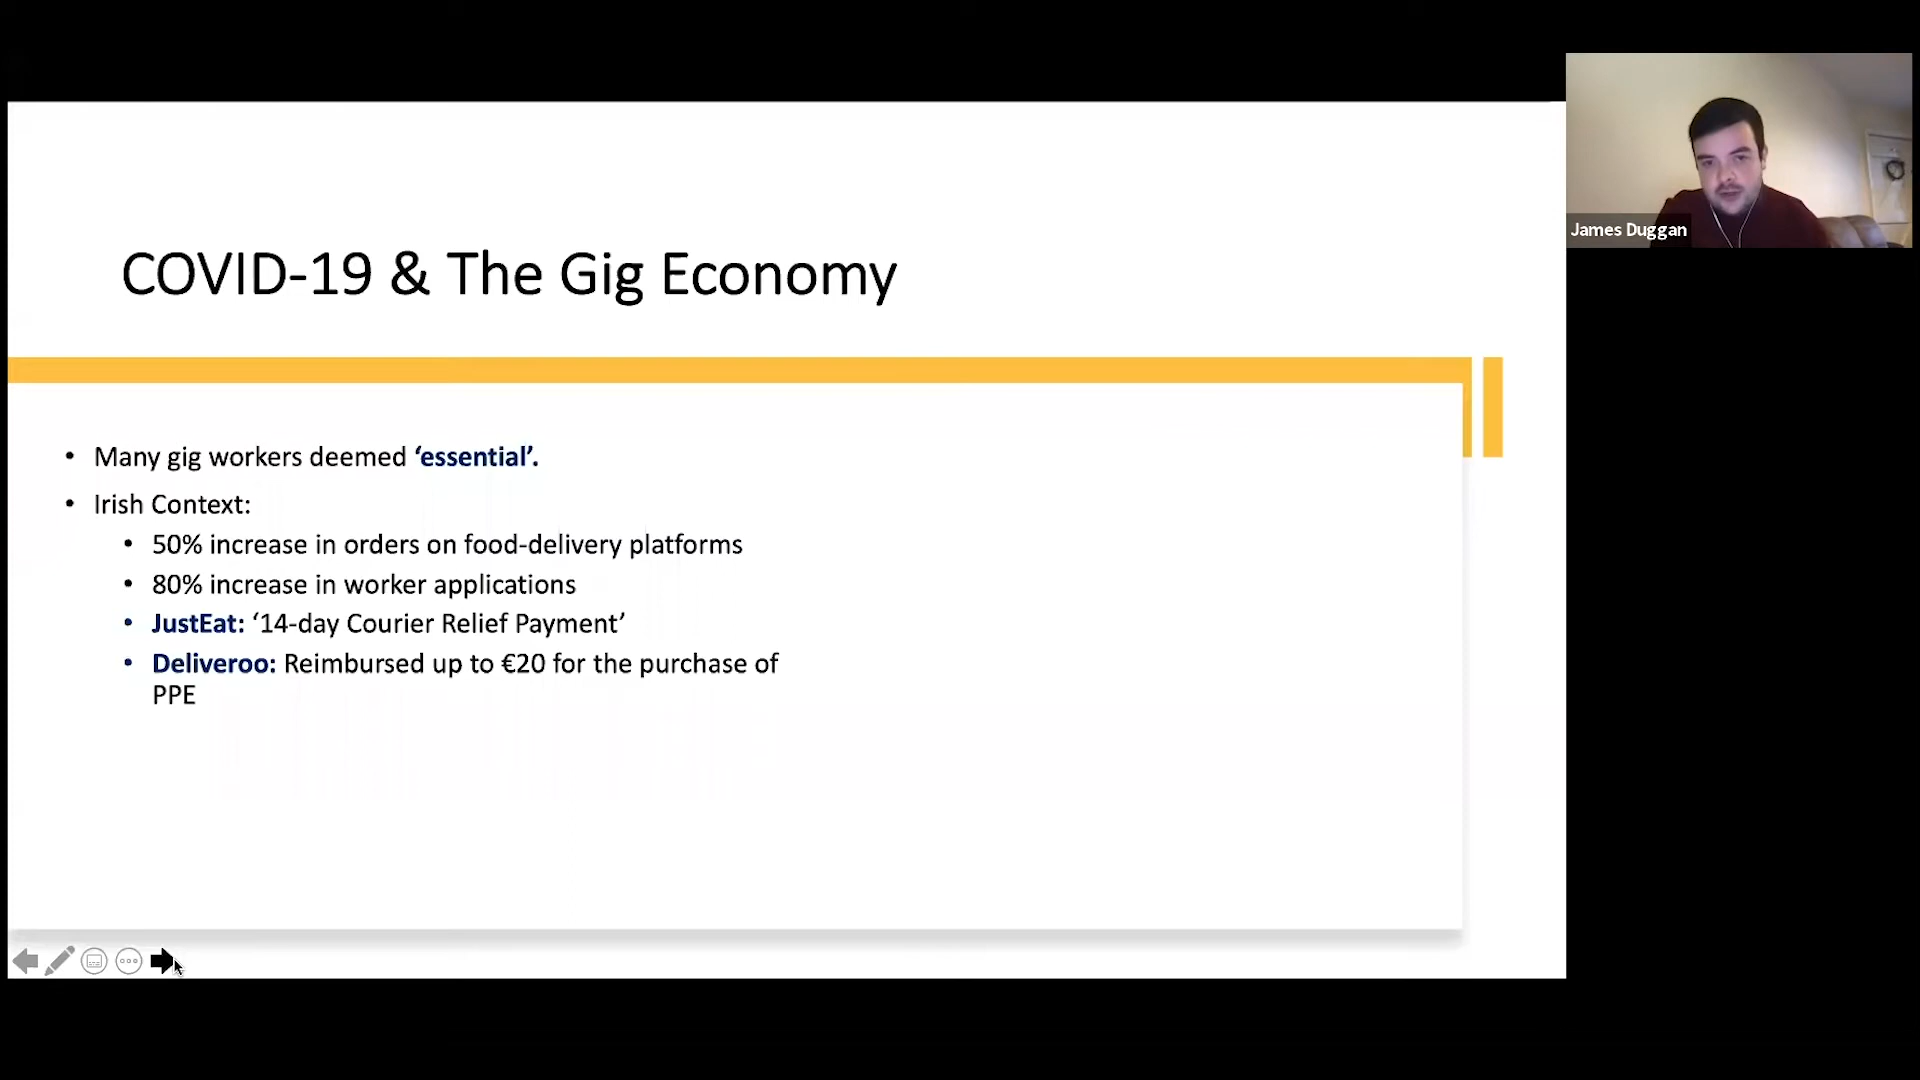 COVID-19 & The Gig Economy
• Many gig workers deemed ‘essential’.
• Irish Context:
• 50% increase in orders on food-delivery platforms
• 80% increase in worker applications
• JustEat: ‘14-day Courier Relief Payment’
• Deliveroo: Reimbursed up to €20 for the purchase of
PPE
James Duggan